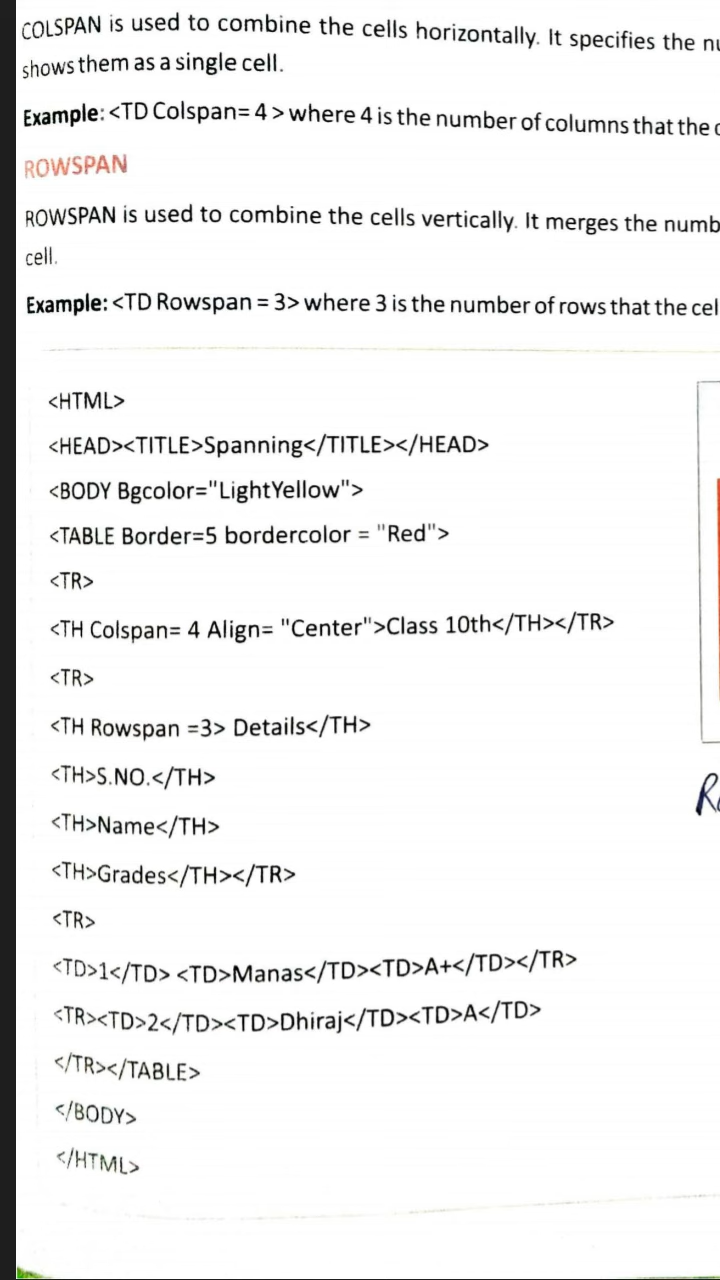 COLSPAN is used to combine the cells horizontally. It specifies the
shows them as a single cell.
Example: <TD Colspan= 4 > where 4 is the number of columns that the
ROWSPAN
ROWSPAN is used to combine the cells vertically. It merges the
cell.
Example: <TD Rowspan = 3> where 3 is the number of rows that the
<HTML>
<HEAD><TITLE>Spanning</TITLE></HEAD>
<BODY Bgcolor="LightYellow">
<TABLE Border=5 bordercolor = "Red">
<TR>
<TH Colspan= 4 Align= "Center">Class 10th</TH></TR>
<TR>
<TH Rowspan =3> Details</TH>
<TH>S.NO.</TH>
<TH>Name</TH>
<TH>Grades</TH></TR>
<TR>
<TD>1</TD> <TD>Manas</TD><TD>A+</TD></TR>
<TR><TD>2</TD><TD>Dhiraj</TD><TD>A</TD>
</TR></TABLE>
</BODY>
</HTML>